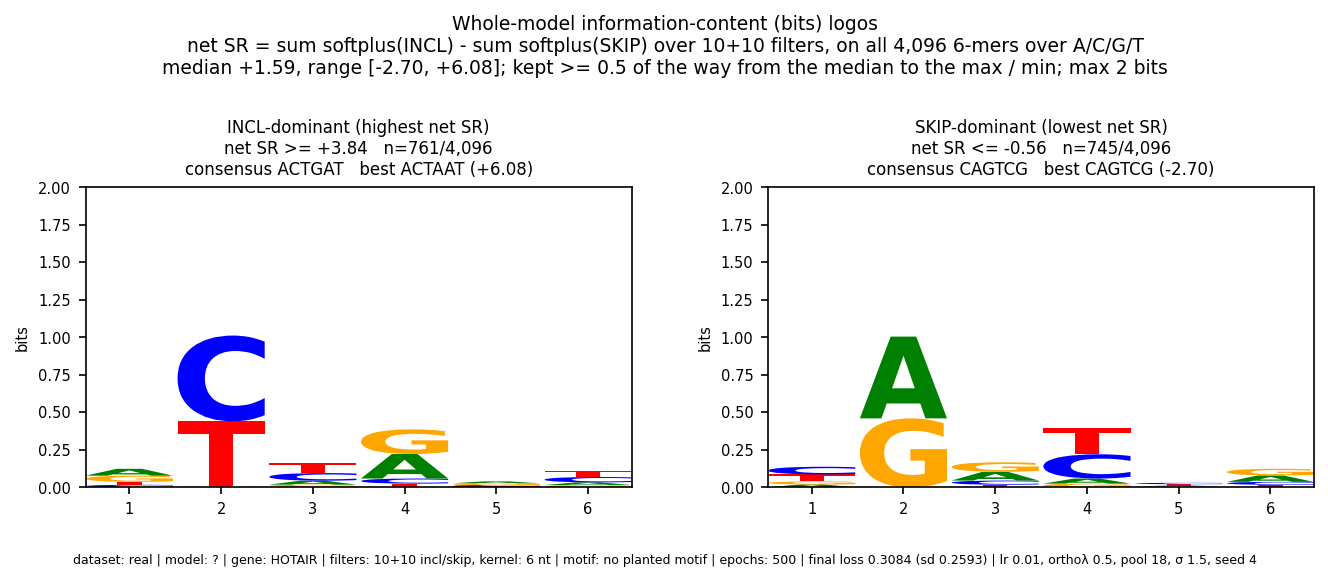 Whole-model information-content (bits) logos
net SR = sum softplus(INCL) - sum softplus(SKIP) over 10+10 filters, on all 4,096 6-mers over A/C/G/T
median +1.59, range [-2.70, +6.08]; kept >= 0.5 of the way from the median to the max / min; max 2 bits
INCL-dominant (highest net SR)
net SR >= +3.84 n=761/4,096
consensus ACTGAT best ACTAAT (+6.08)
2.00
1.75
1.50
1.25
1.00
0.75
0.50
0.25
0.00
bits
1 2 3 4 5 6
SKIP-dominant (lowest net SR)
net SR <= -0.56 n=745/4,096
consensus CAGTCG best CAGTCG (-2.70)
2.00
1.75
1.50
1.25
1.00
0.75
0.50
0.25
0.00
bits
1 2 3 4 5 6
dataset: real | model: ? | gene: HOTAIR | filters: 10+10 incl/skip, kernel: 6 nt | motif: no planted motif | epochs: 500 | final loss 0.3084 (sd 0.2593) | lr 0.01, orthoλ 0.5, pool 18, σ 1.5, seed 4